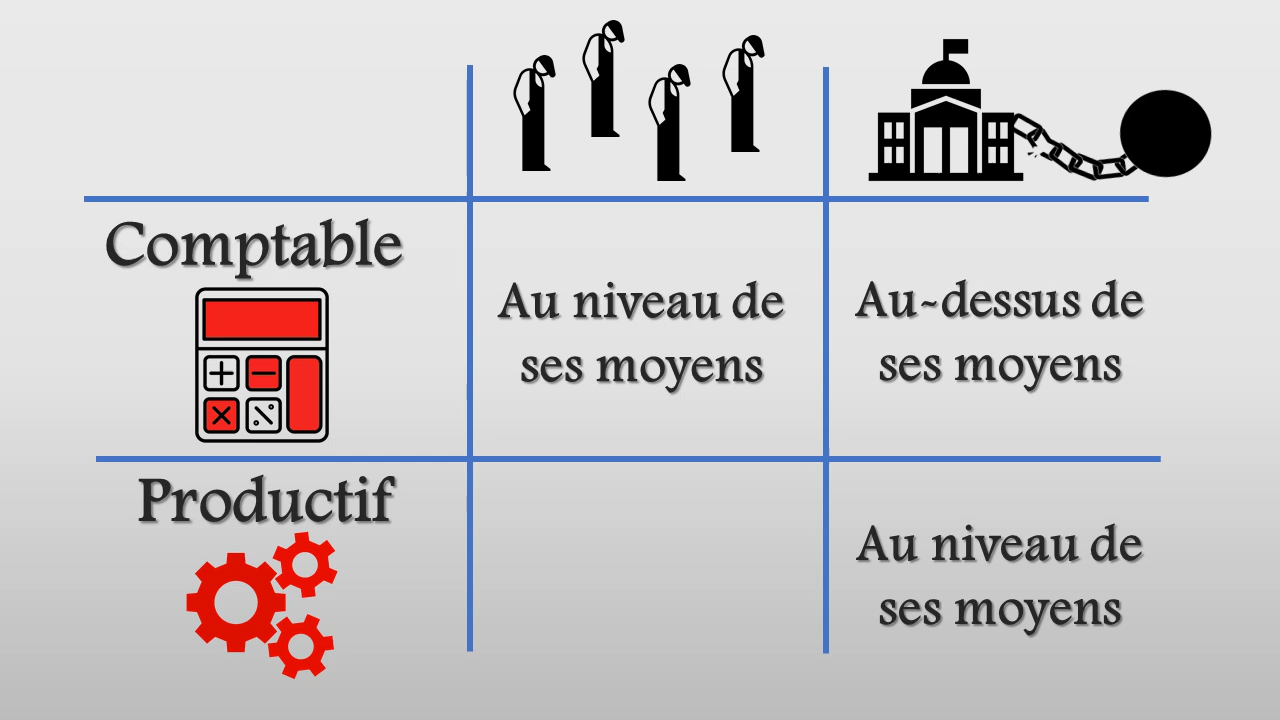 Comptable
Au niveau de
ses moyens
Au-dessus de
ses moyens
Productif
Au niveau de
ses moyens